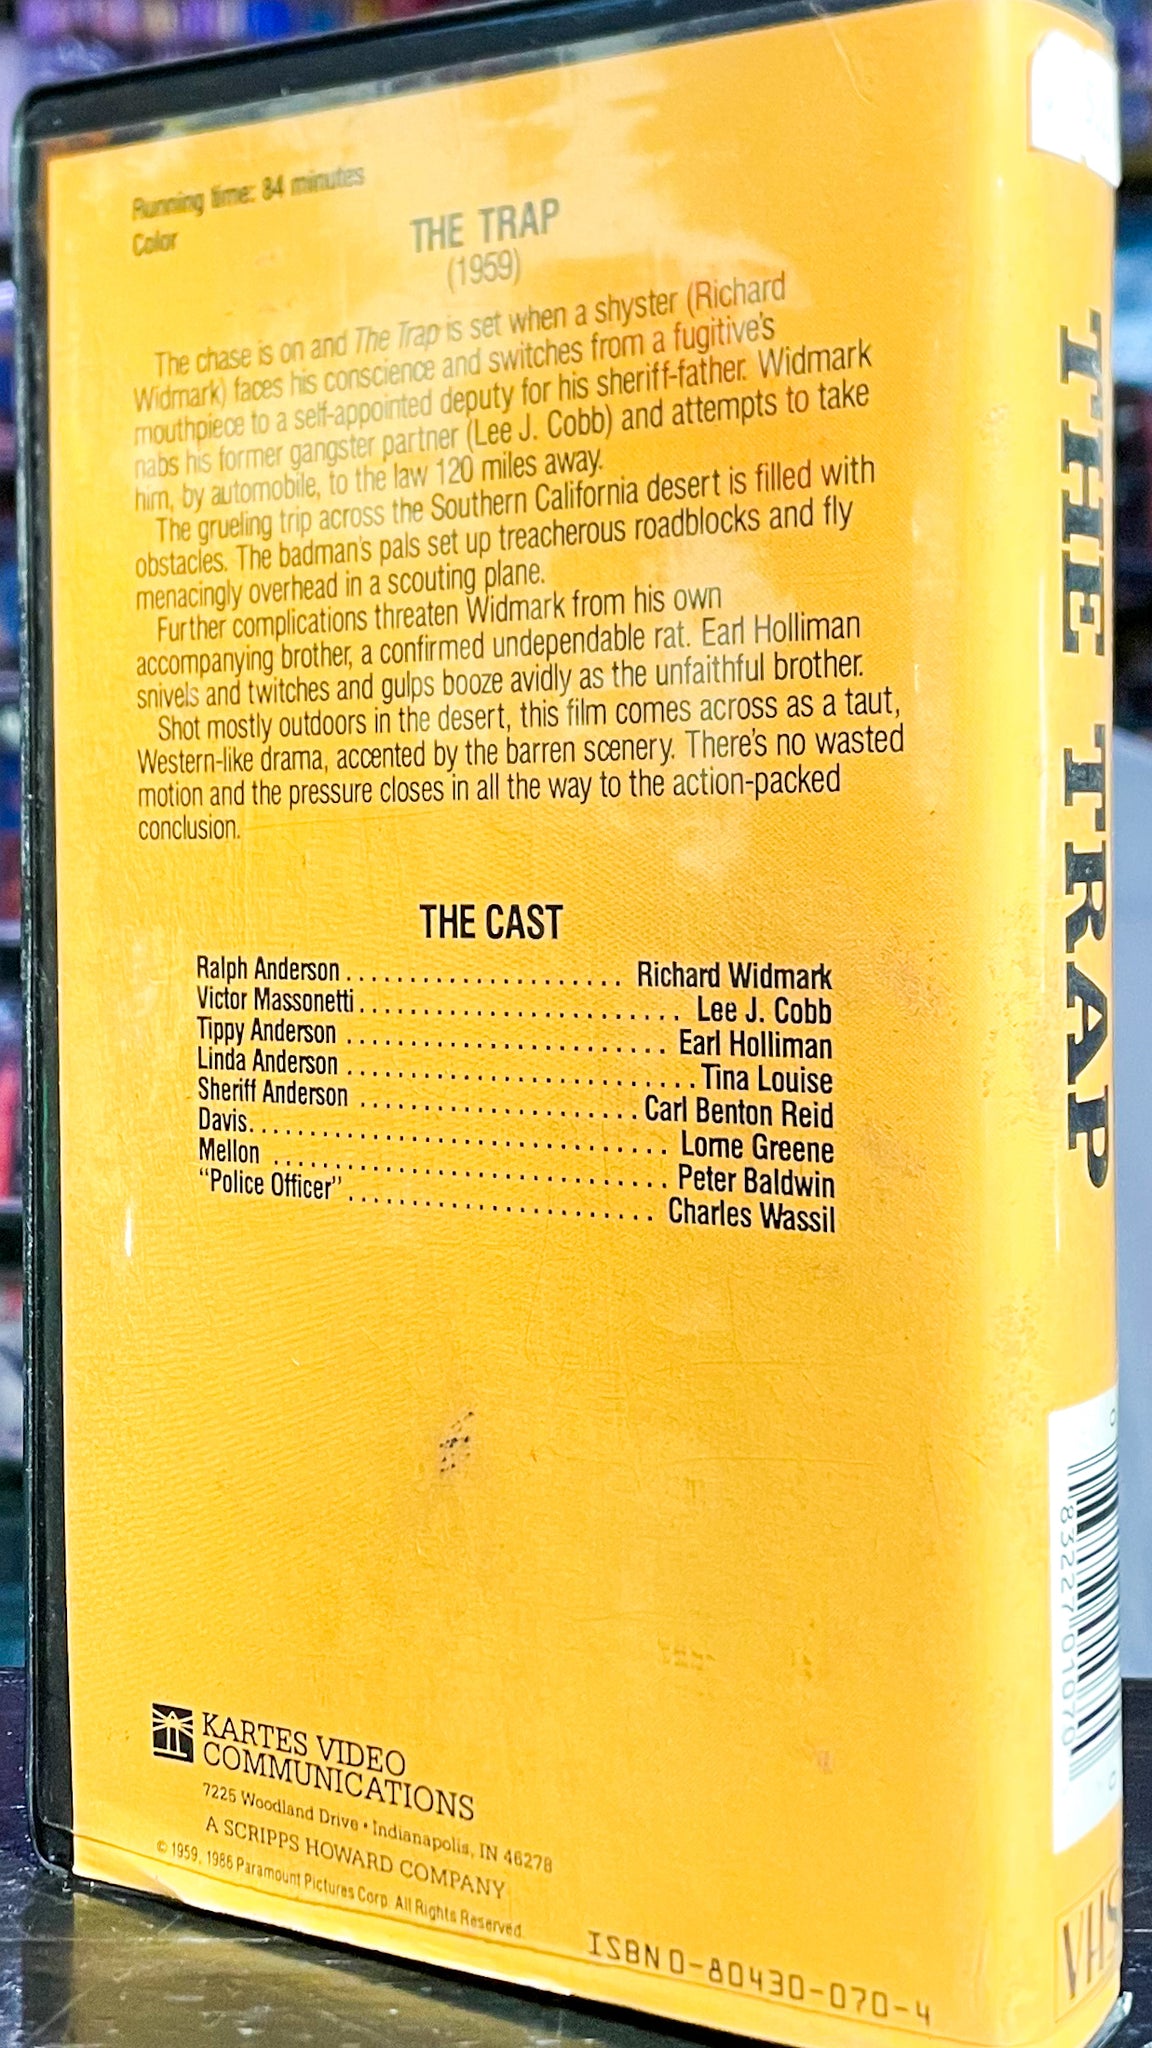 Running time: 84 minutes
Color
THE TRAP
(1959)
The chase is on and The Trap is set when a shyster (Richard
Widmark) faces his conscience and switches from a fugitive's
mouthpiece to a self-appointed deputy for his sheriff-father. Widmark
nabs his former gangster partner (Lee J. Cobb) and attempts to take
him, by automobile, to the law 120 miles away.
The grueling trip across the Southern California desert is filled with
obstacles. The badman's pals set up treacherous roadblocks and fly
menacingly overhead in a scouting plane.
Further complications threaten Widmark from his own
accompanying brother, a confirmed undependable rat. Earl Holliman
snivels and twitches and gulps booze avidly as the unfaithful brother.
Shot mostly outdoors in the desert, this film comes across as a taut,
Western-like drama, accented by the barren scenery. There's no wasted
motion and the pressure closes in all the way to the action-packed
conclusion.
THE CAST
Ralph Anderson .................... Richard Widmark
Victor Massonetti ........................ Lee J. Cobb
Tippy Anderson ........................ Earl Holliman
Linda Anderson .......................... Tina Louise
Sheriff Anderson ..................... Carl Benton Reid
Davis ................................ Lorne Greene
Mellon .............................. Peter Baldwin
"Police Officer" ....................... Charles Wassil
KARTES VIDEO
COMMUNICATIONS
7225 Woodland Drive • Indianapolis, IN 46278
A SCRIPPS HOWARD COMPANY
© 1959, 1986 Paramount Pictures Corp. All Rights Reserved.
ISBN 0-80430-070-4
THE TRAP
0 83227 01070 0
VHS